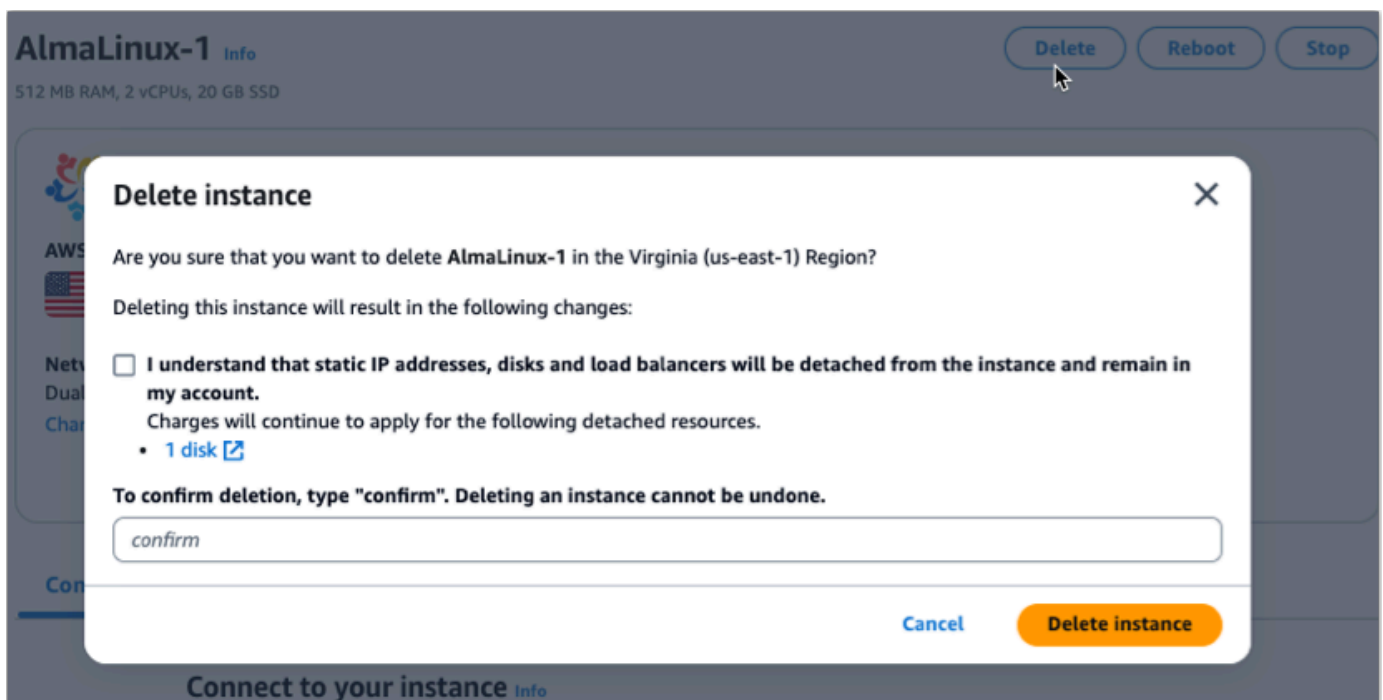 AlmaLinux-1 Info
Delete
Reboot
Stop
512 MB RAM, 2 vCPUs, 20 GB SSD
Delete instance
AWS
Are you sure that you want to delete AlmaLinux-1 in the Virginia (us-east-1) Region?
Deleting this instance will result in the following changes:
I understand that static IP addresses, disks and load balancers will be detached from the instance and remain in
my account.
Charges will continue to apply for the following detached resources.
• 1 disk
Dual
To confirm deletion, type "confirm". Deleting an instance cannot be undone.
confirm
Cancel
Delete instance
Connect to your instance Info